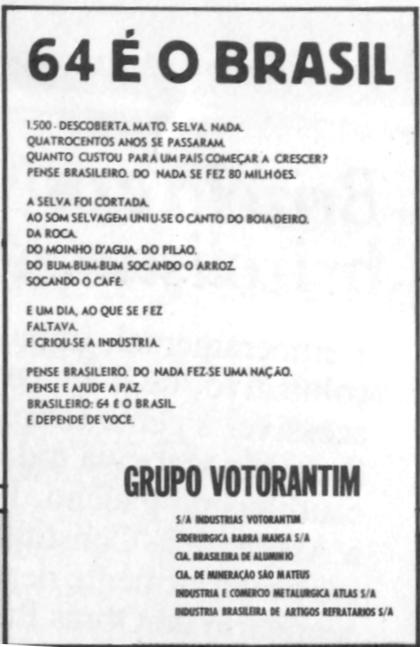 64 É O BRASIL
1.500 - DESCOBERTA. MATO. SELVA. NADA.
QUATROCENTOS ANOS SE PASSARAM.
QUANTO CUSTOU PARA UM PAIS COMEÇAR A CRESCER?
PENSE BRASILEIRO. DO NADA SE FEZ 80 MILHÕES.
A SELVA FOI CORTADA.
AO SOM SELVAGEM UNIU-SE O CANTO DO BOIADEIRO.
DA ROCA.
DO MOINHO D'AGUA. DO PILÃO.
DO BUM-BUM-BUM SOCANDO O ARROZ.
SOCANDO O CAFÉ.
E UM DIA, AO QUE SE FEZ
FALTAVA.
E CRIOU-SE A INDUSTRIA.
PENSE BRASILEIRO. DO NADA FEZ-SE UMA NAÇÃO.
PENSE E AJUDE A PAZ.
BRASILEIRO: 64 É O BRASIL.
E DEPENDE DE VOCÊ.
GRUPO VOTORANTIM
S/A INDUSTRIAS VOTORANTIM
SIDERURGICA BARRA MANSA S/A
CIA. BRASILEIRA DE ALUMINIO
CIA. DE MINERAÇÃO SÃO MATEUS
INDUSTRIA E COMERCIO METALURGICA ATLAS S/A
INDUSTRIA BRASILEIRA DE ARTIGOS REFRATARIOS S/A